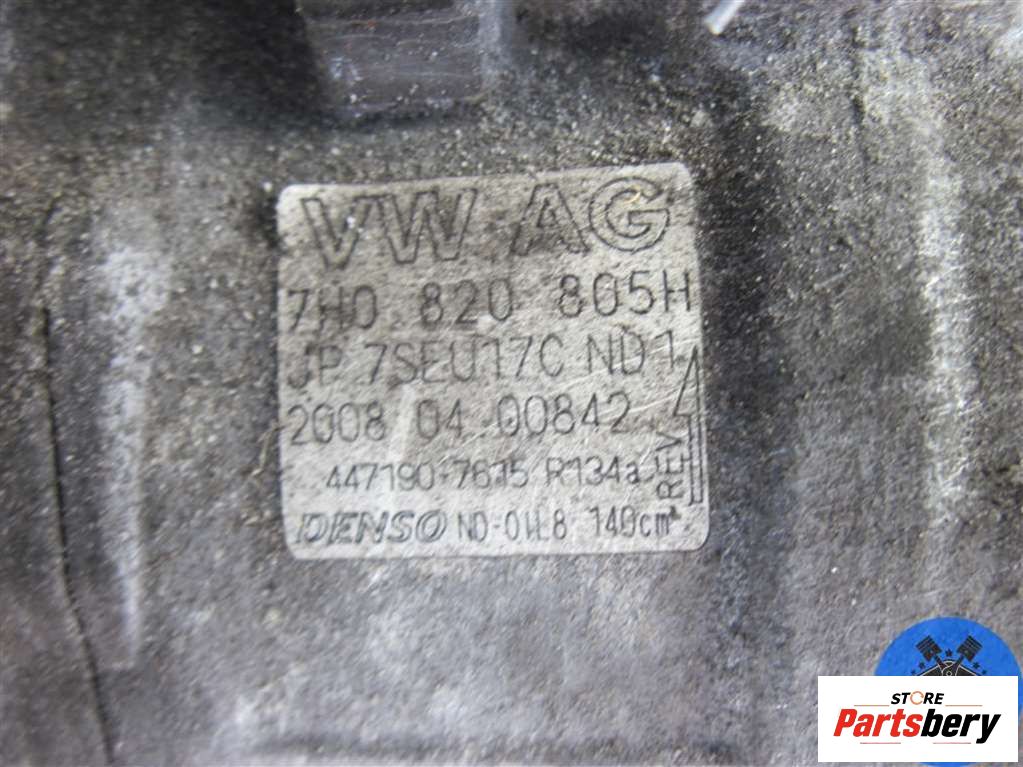 VW AG
7H0 820 805H
JP 7SEU17C ND1
2008 04 00842
447190-7615 R134a
REV
DENSO ND-OIL8 140cm³
STORE
Partsbery